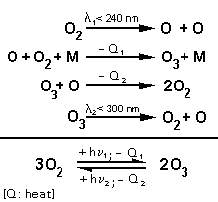 O₂ λ₁< 240 nm O + O
O + O₂ + M – Q₁ O₃ + M
O₃ + O – Q₂ 2O₂
O₃ λ₂< 300 nm O₂ + O
3O₂ + hν₁; – Q₁ 2O₃
+ hν₂; – Q₂
[Q: heat]